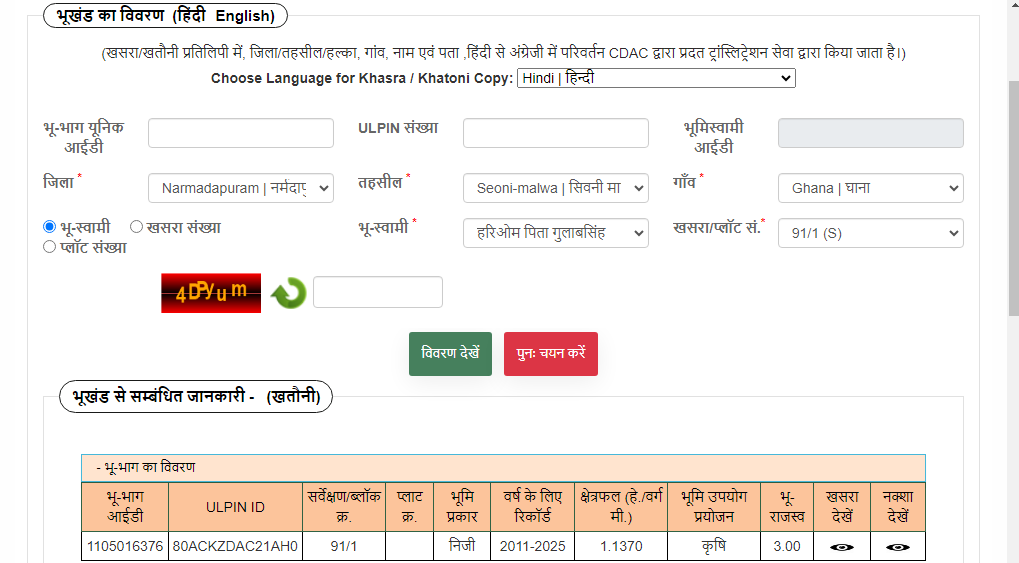 भूखंड का विवरण (हिंदी English)
(खसरा/खतौनी प्रतिलिपी में, जिला/तहसील/हल्का, गांव, नाम एवं पता ,हिंदी से अंग्रेजी में परिवर्तन CDAC द्वारा प्रदत ट्रांस्लिट्रेशन सेवा द्वारा किया जाता है।)
Choose Language for Khasra / Khatoni Copy: Hindi | हिन्दी
भू-भाग यूनिक आईडी ULPIN संख्या भूमिस्वामी आईडी
जिला * Narmadapuram | नर्मदापु तहसील * Seoni-malwa | सिवनी मा गाँव * Ghana | घाना
भू-स्वामी खसरा संख्या भू-स्वामी * हरिओम पिता गुलाबसिंह खसरा/प्लॉट सं.* 91/1 (S)
प्लॉट संख्या
विवरण देखें पुनः चयन करें
भूखंड से सम्बंधित जानकारी - (खतौनी)
- भू-भाग का विवरण
भू-भाग आईडी ULPIN ID सर्वेक्षण/ब्लॉक क्र. प्लाट क्र. भूमि प्रकार वर्ष के लिए रिकॉर्ड क्षेत्रफल (हे./वर्ग मी.) भूमि उपयोग प्रयोजन भू-राजस्व खसरा देखें नक्शा देखें
1105016376 80ACKZDAC21AH0 91/1 निजी 2011-2025 1.1370 कृषि 3.00